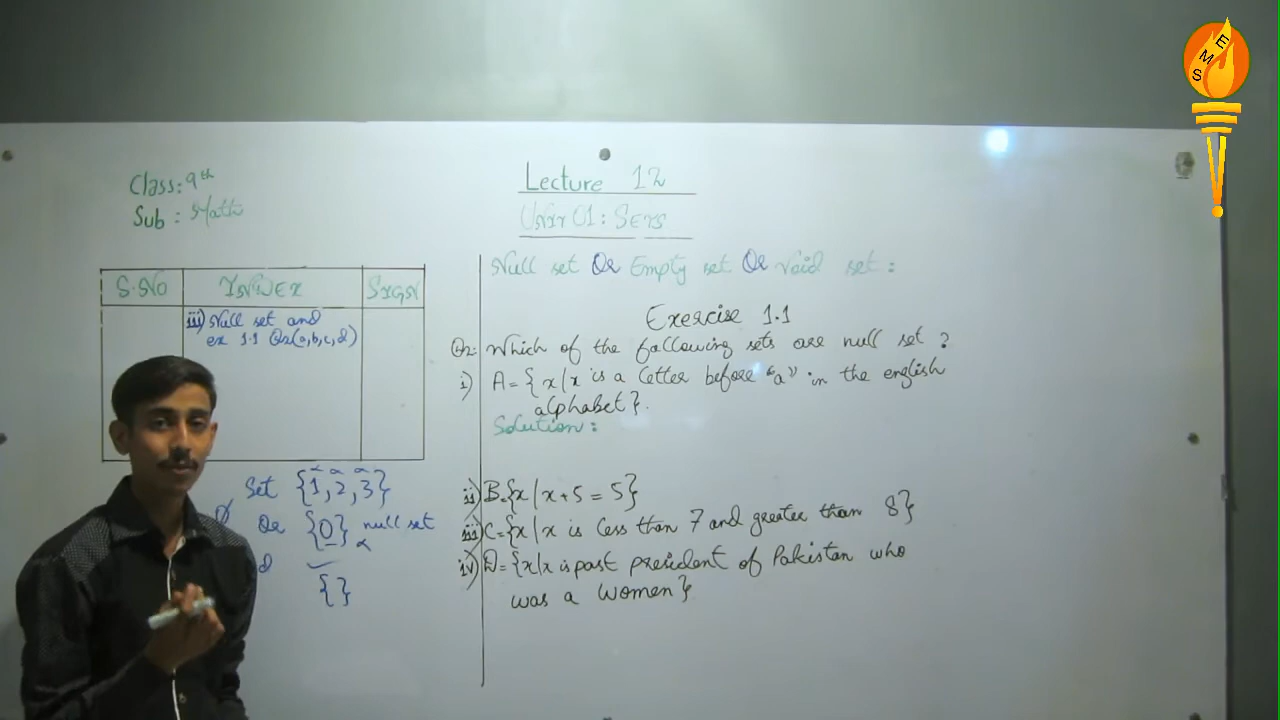 Class: 9th
Sub : Math
Lecture 12
Unit 01: Sets
S.No INDEX SIGN
iii) Null set and
ex 1.1 Q2(a,b,c,d)
Set {1,2,3}
Or {0} null set
{}
Null set Or Empty set Or Void set:
Exercise 1.1
Q2: Which of the following sets are null set ?
i) A={x/x is a letter before "a" in the english
alphabet}.
Solution:
ii) B={x/x+5=5}
iii) C={x/x is less than 7 and greater than 8}
iv) D={x/x is past president of Pakistan who
was a women}
EMS